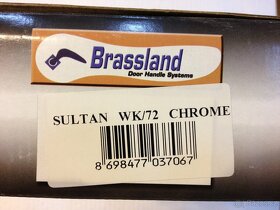 Brassland
Door Handle Systems
SULTAN WK/72 CHROME
8 698477 037067